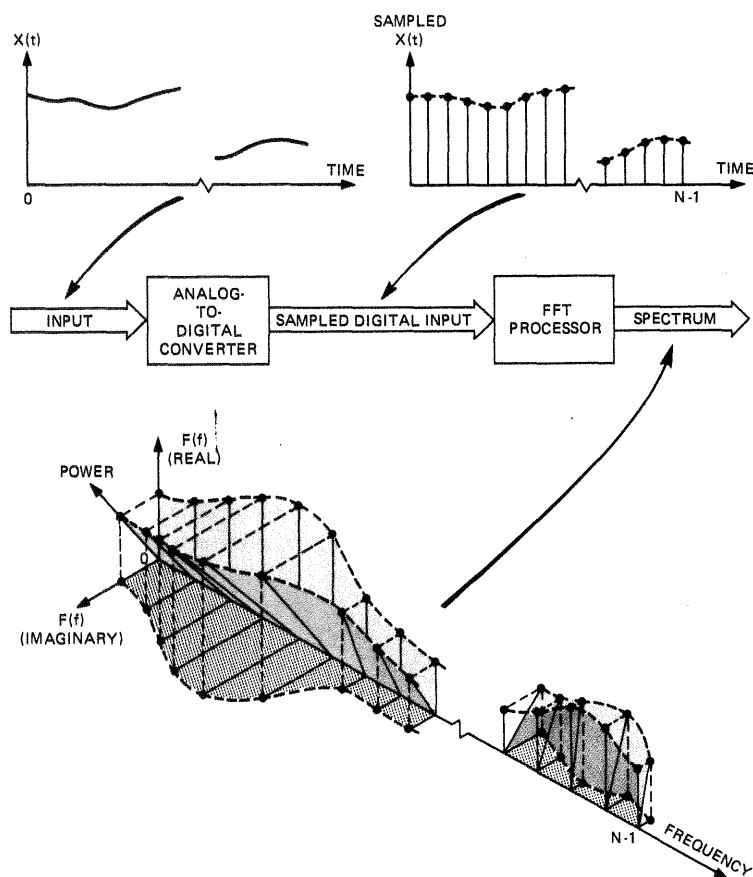 X(t)
0
TIME
SAMPLED
X(t)
TIME
N-1
INPUT
ANALOG-
TO-
DIGITAL
CONVERTER
SAMPLED DIGITAL INPUT
FFT
PROCESSOR
SPECTRUM
F(f)
(REAL)
POWER
0
F(f)
(IMAGINARY)
N-1
FREQUENCY